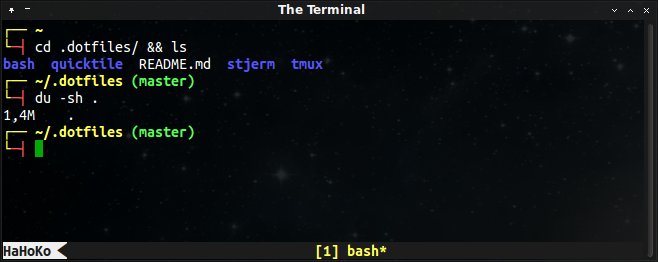 The Terminal
┌── ~
└─┤ cd .dotfiles/ && ls
bash  quicktile  README.md  stjerm  tmux
┌── ~/.dotfiles (master)
└─┤ du -sh .
1,4M    .
┌── ~/.dotfiles (master)
└─┤
HaHoKo [1] bash*